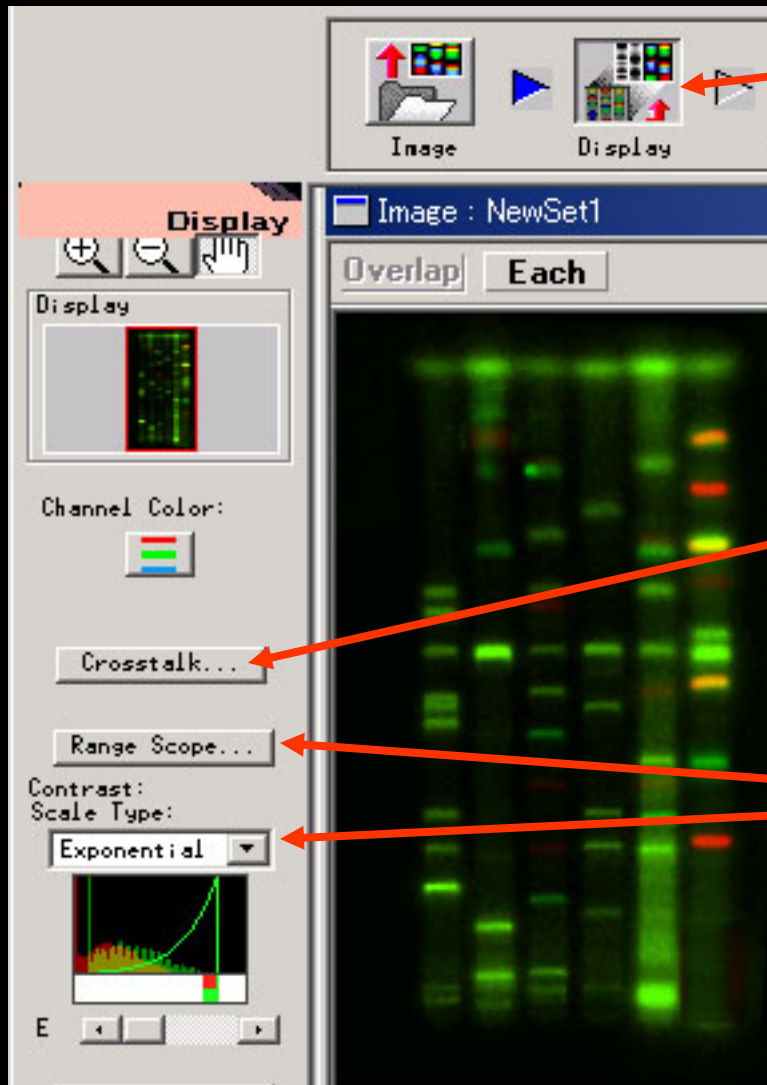 Image Display
Display
Image : NewSet1
Overlap Each
Display
Channel Color:
Crosstalk...
Range Scope...
Contrast:
Scale Type:
Exponential
E